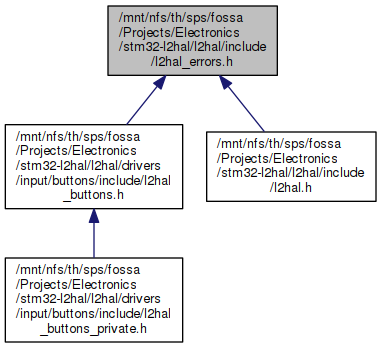 /mnt/nfs/th/sps/fossa
/Projects/Electronics
/stm32-l2hal/l2hal/include
/l2hal_errors.h
/mnt/nfs/th/sps/fossa
/Projects/Electronics
/stm32-l2hal/l2hal/drivers
/input/buttons/include/l2hal
_buttons.h
/mnt/nfs/th/sps/fossa
/Projects/Electronics
/stm32-l2hal/l2hal/include
/l2hal.h
/mnt/nfs/th/sps/fossa
/Projects/Electronics
/stm32-l2hal/l2hal/drivers
/input/buttons/include/l2hal
_buttons_private.h